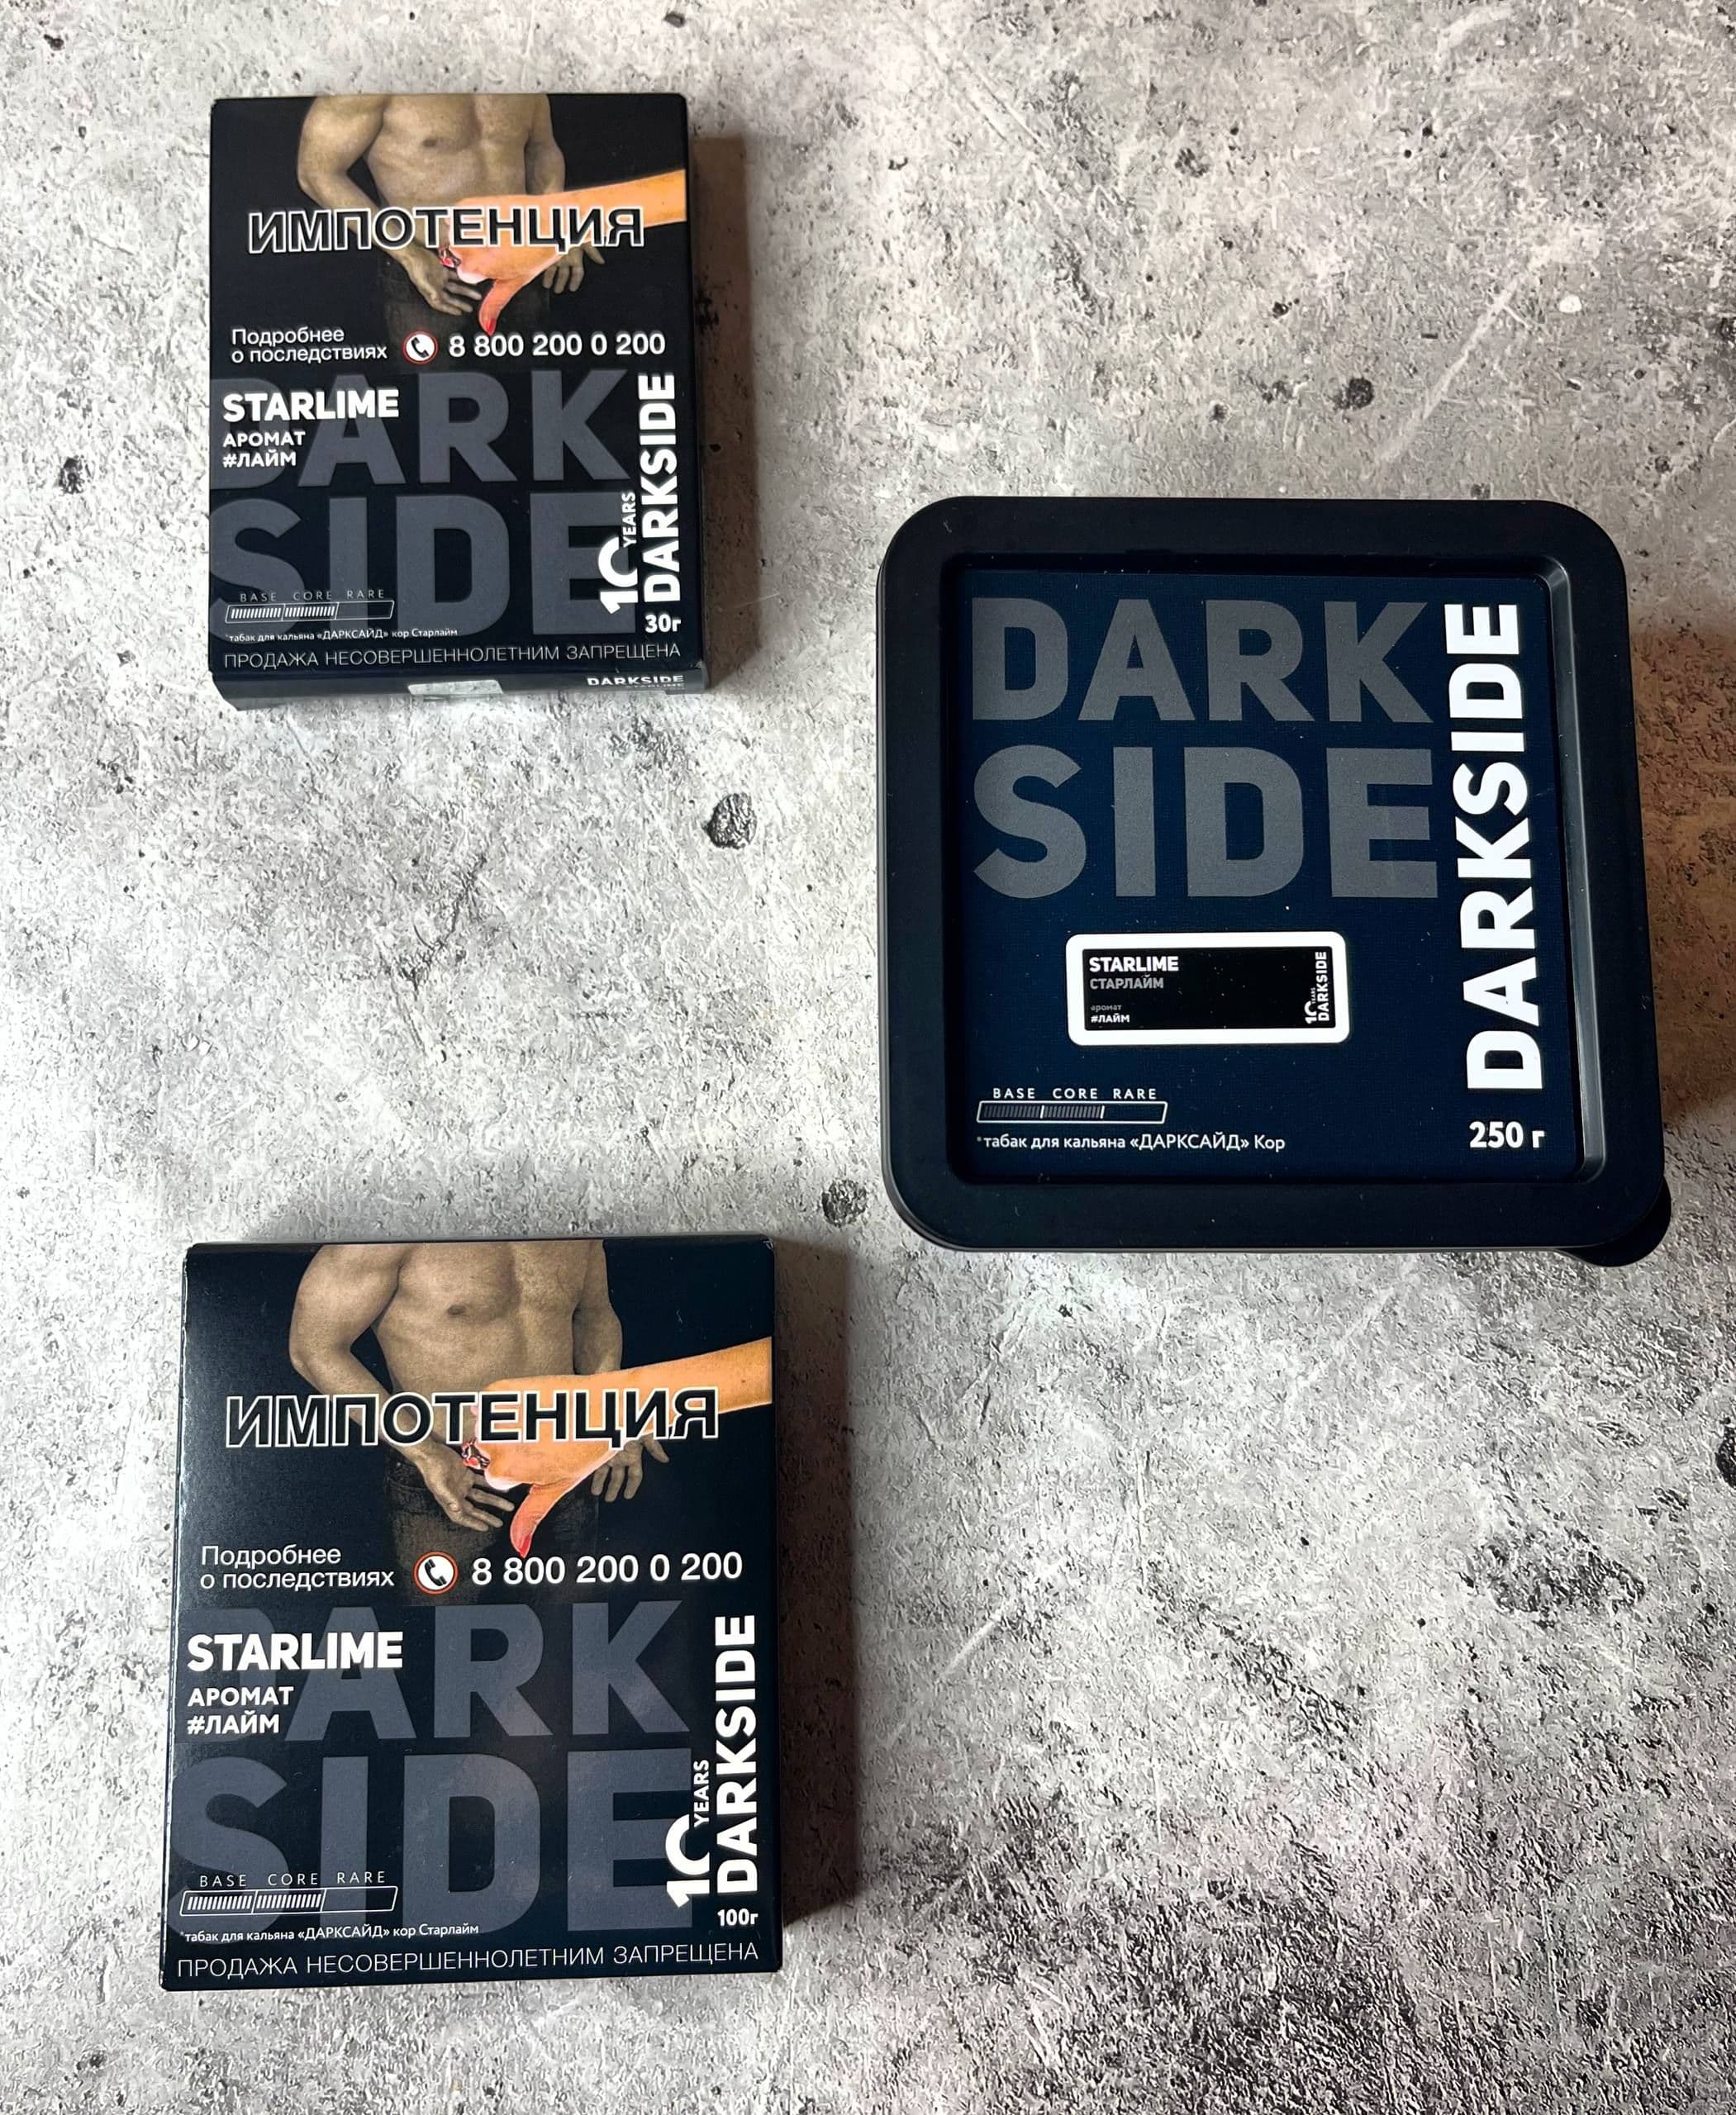 ИМПОТЕНЦИЯ
Подробнее
о последствиях
8 800 200 0 200
DARK
SIDE
STARLIME
АРОМАТ
#ЛАЙМ
10 YEARS
DARKSIDE
BASE CORE RARE
30г
*табак для кальяна «ДАРКСАЙД» кор Старлайм
ПРОДАЖА НЕСОВЕРШЕННОЛЕТНИМ ЗАПРЕЩЕНА
DARKSIDE
STARLIME
DARK
SIDE
DARKSIDE
STARLIME
СТАРЛАЙМ
аромат
#ЛАЙМ
10 YEARS
DARKSIDE
BASE CORE RARE
*табак для кальяна «ДАРКСАЙД» Кор
250 г
ИМПОТЕНЦИЯ
Подробнее
о последствиях
8 800 200 0 200
DARK
SIDE
STARLIME
АРОМАТ
#ЛАЙМ
10 YEARS
DARKSIDE
BASE CORE RARE
100г
*табак для кальяна «ДАРКСАЙД» кор Старлайм
ПРОДАЖА НЕСОВЕРШЕННОЛЕТНИМ ЗАПРЕЩЕНА